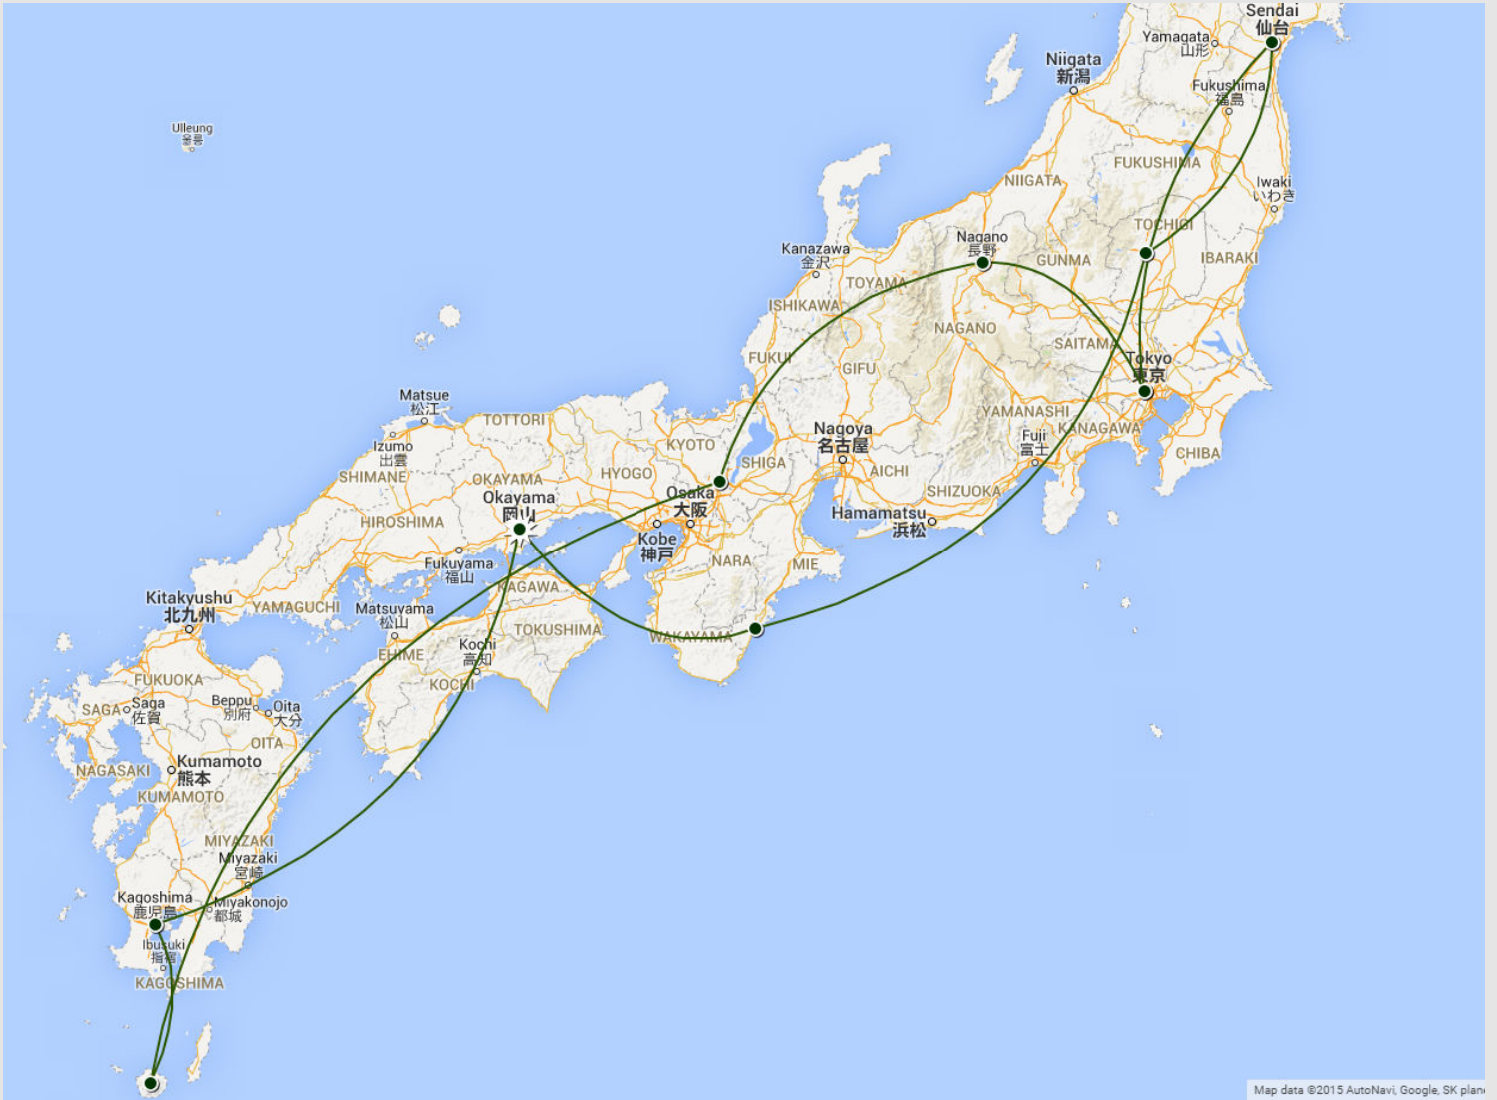 Sendai
仙台
Yamagata
山形
Niigata
新潟
Fukushima
福島
Ulleung
울릉
FUKUSHIMA
NIIGATA
Iwaki
いわき
TOCHIGI
Nagano
長野
Kanazawa
金沢
GUNMA
IBARAKI
TOYAMA
ISHIKAWA
NAGANO
SAITAMA
FUKUI
Tokyo
東京
GIFU
Matsue
松江
YAMANASHI
TOTTORI
Nagoya
名古屋
KANAGAWA
Fuji
富士
Izumo
出雲
KYOTO
CHIBA
SHIGA
AICHI
SHIMANE
OKAYAMA
HYOGO
Okayama
岡山
Osaka
大阪
SHIZUOKA
Hamamatsu
浜松
HIROSHIMA
Kobe
神戸
Fukuyama
福山
NARA
MIE
KAGAWA
Kitakyushu
北九州
YAMAGUCHI
Matsuyama
松山
TOKUSHIMA
WAKAYAMA
Kochi
高知
EHIME
FUKUOKA
KOCHI
SAGA
Saga
佐賀
Beppu
別府
Oita
大分
OITA
Kumamoto
熊本
NAGASAKI
KUMAMOTO
MIYAZAKI
Miyazaki
宮崎
Kagoshima
鹿児島
Miyakonojo
都城
Ibusuki
指宿
KAGOSHIMA
Map data ©2015 AutoNavi, Google, SK plane